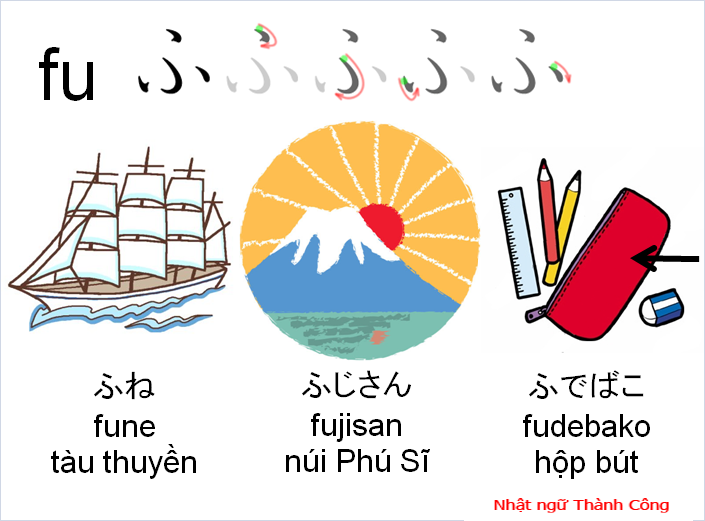 fu ふ ふ ふ ふ ふ
ふね
fune
tàu thuyền
ふじさん
fujisan
núi Phú Sĩ
ふでばこ
fudebako
hộp bút
Nhật ngữ Thành Công